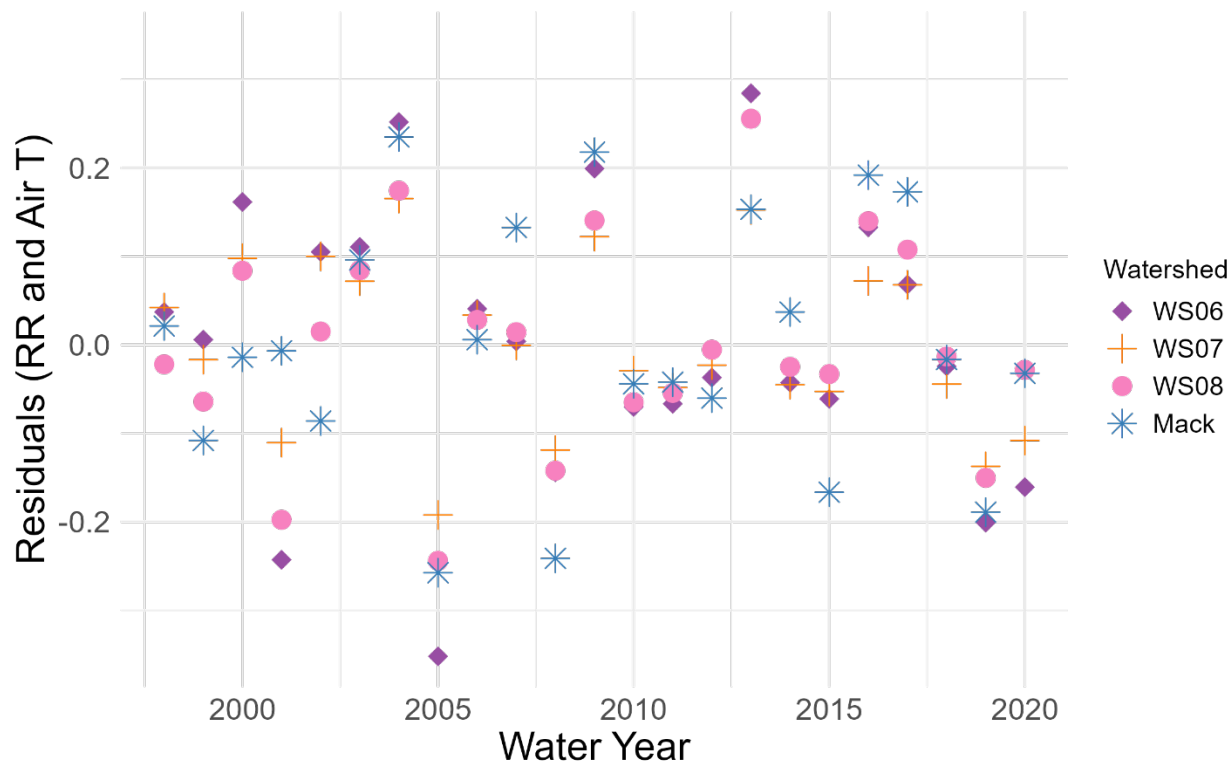 Residuals (RR and Air T)
0.2
0.0
-0.2
2000 2005 2010 2015 2020
Water Year
Watershed
WS06
WS07
WS08
Mack